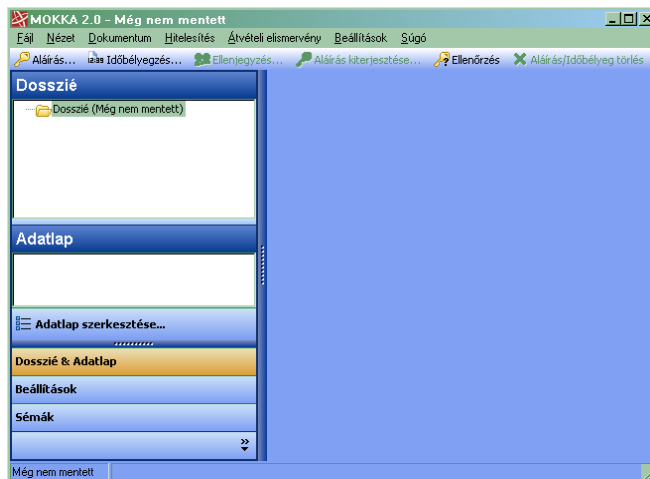 MOKKA 2.0 - Még nem mentett
Fájl Nézet Dokumentum Hitelesítés Átvételi elismervény Beállítások Súgó
Aláírás... Időbélyegzés... Ellenjegyzés... Aláírás kiterjesztése... Ellenőrzés Aláírás/Időbélyeg törlés
Dosszié
Dosszié (Még nem mentett)
Adatlap
Adatlap szerkesztése...
Dosszié & Adatlap
Beállítások
Sémák
Még nem mentett